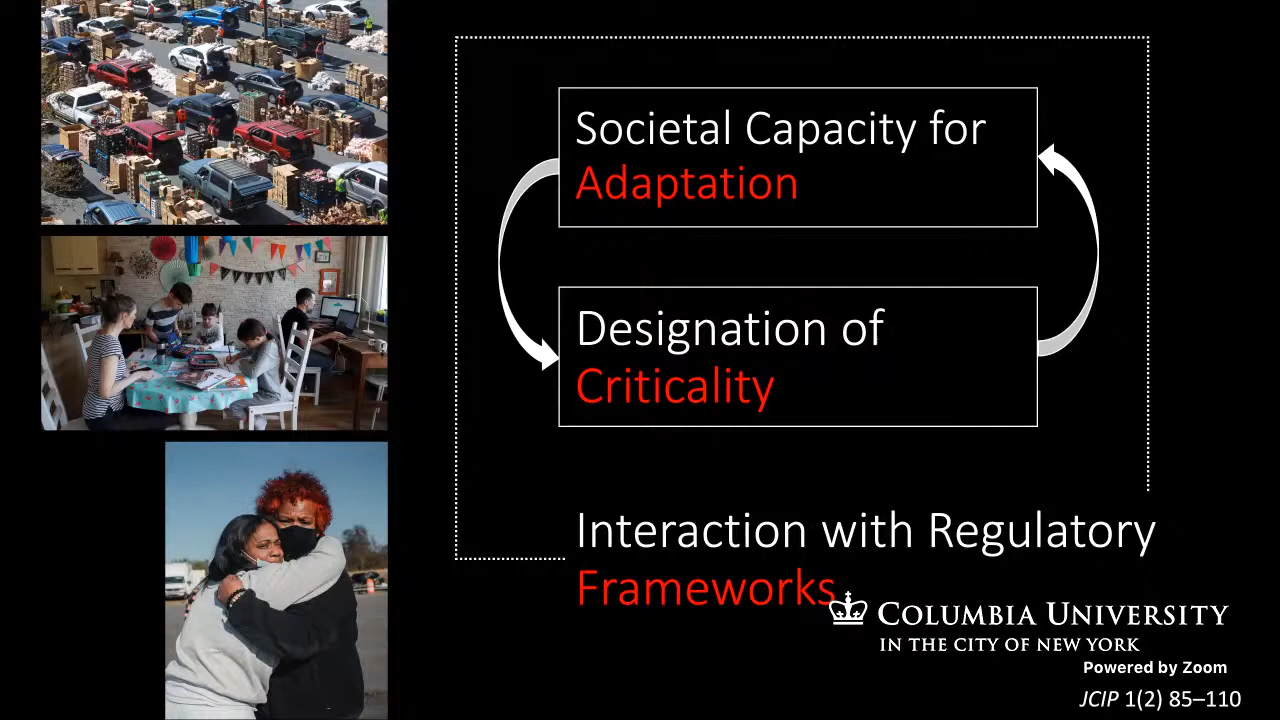 Societal Capacity for
Adaptation
Designation of
Criticality
Interaction with Regulatory
Frameworks
COLUMBIA UNIVERSITY
IN THE CITY OF NEW YORK
Powered by Zoom
JCIP 1(2) 85–110